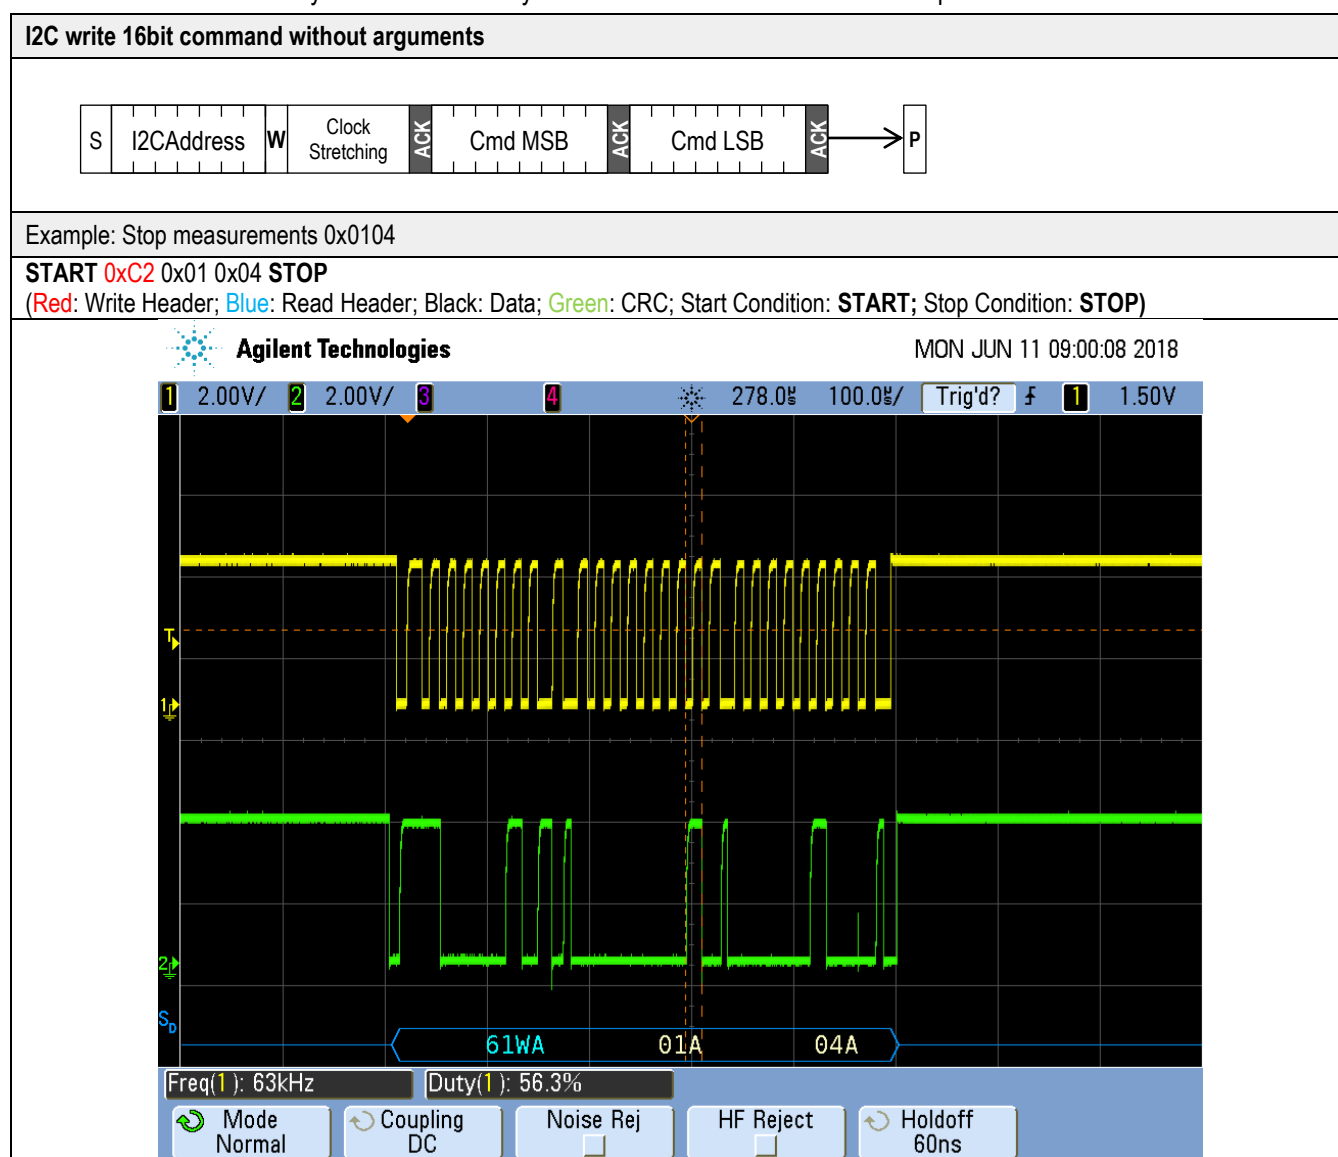 I2C write 16bit command without arguments
S I2CAddress W Clock Stretching ACK Cmd MSB ACK Cmd LSB ACK P
Example: Stop measurements 0x0104
START 0xC2 0x01 0x04 STOP
(Red: Write Header; Blue: Read Header; Black: Data; Green: CRC; Start Condition: START; Stop Condition: STOP)
Agilent Technologies MON JUN 11 09:00:08 2018
1 2.00V/ 2 2.00V/ 3 4 278.0us 100.0us/ Trig'd? 1 1.50V
T
1
2
SD
61WA 01A 04A
Freq(1): 63kHz Duty(1): 56.3%
Mode Normal Coupling DC Noise Rej HF Reject Holdoff 60ns